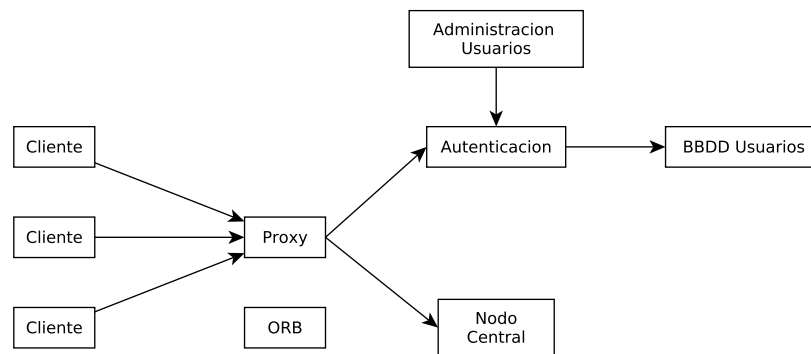 Administracion
Usuarios
Cliente
Autenticacion
BBDD Usuarios
Cliente
Proxy
Cliente
ORB
Nodo
Central